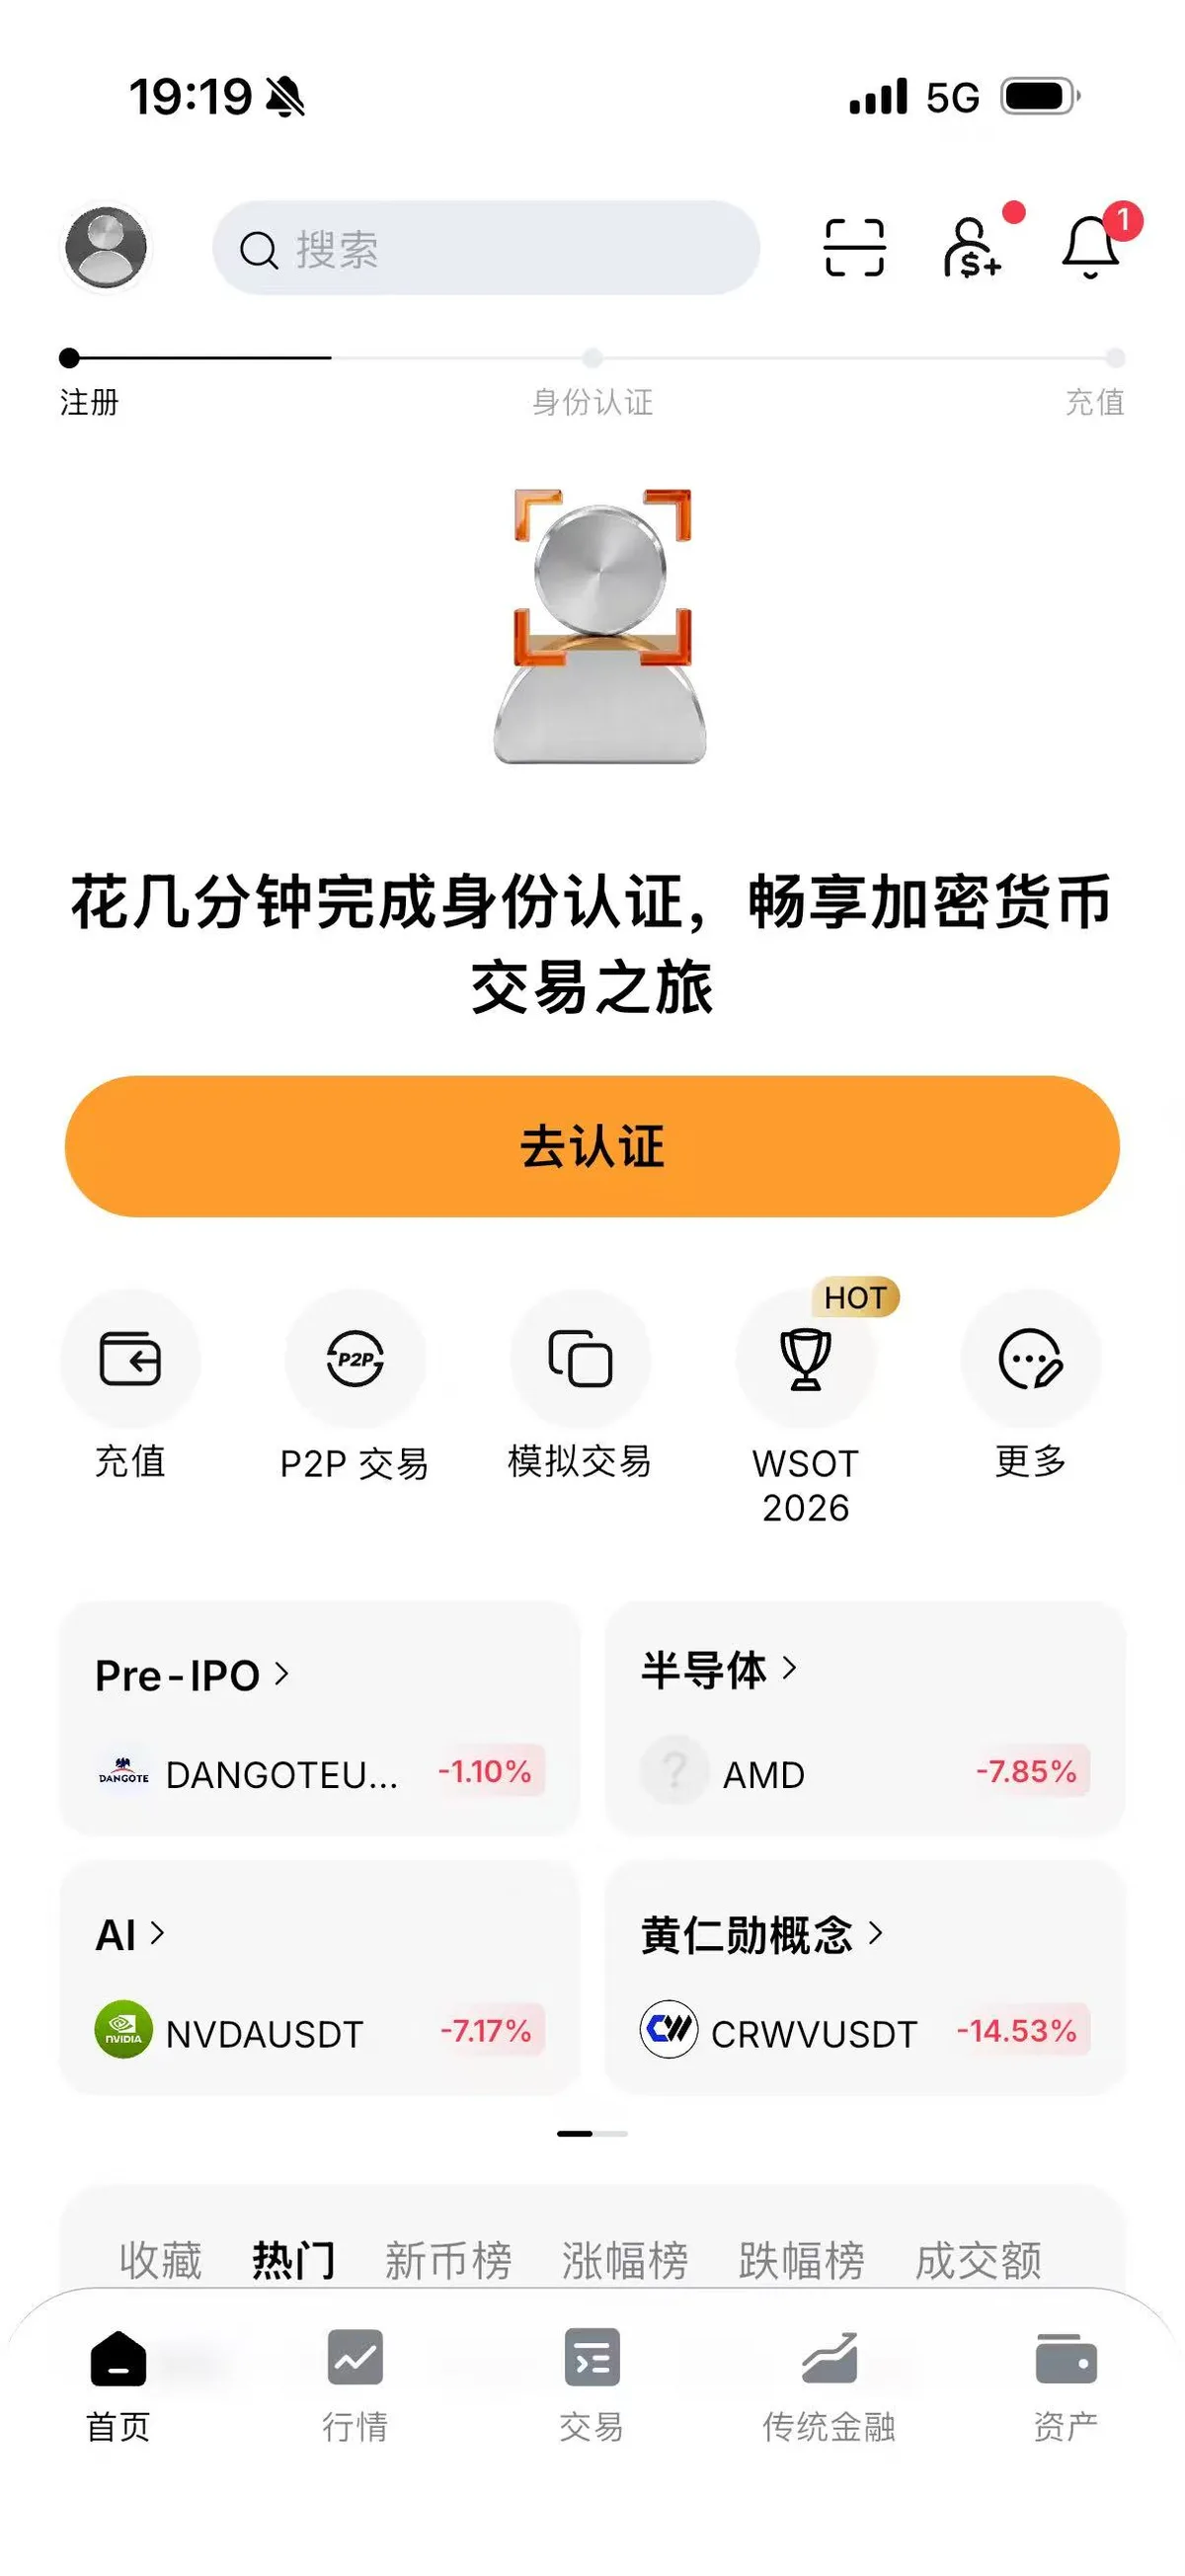 19:19
5G
搜索
$+
1
注册
身份认证
充值
花几分钟完成身份认证，畅享加密货币
交易之旅
去认证
HOT
P2P
充值
P2P 交易
模拟交易
WSOT
2026
更多
Pre-IPO >
半导体 >
DANGOTE
DANGOTEU...
-1.10%
?
AMD
-7.85%
AI >
黄仁勋概念 >
NVIDIA
NVDAUSDT
-7.17%
CW
CRWVUSDT
-14.53%
收藏
热门
新币榜
涨幅榜
跌幅榜
成交额
首页
行情
交易
传统金融
资产